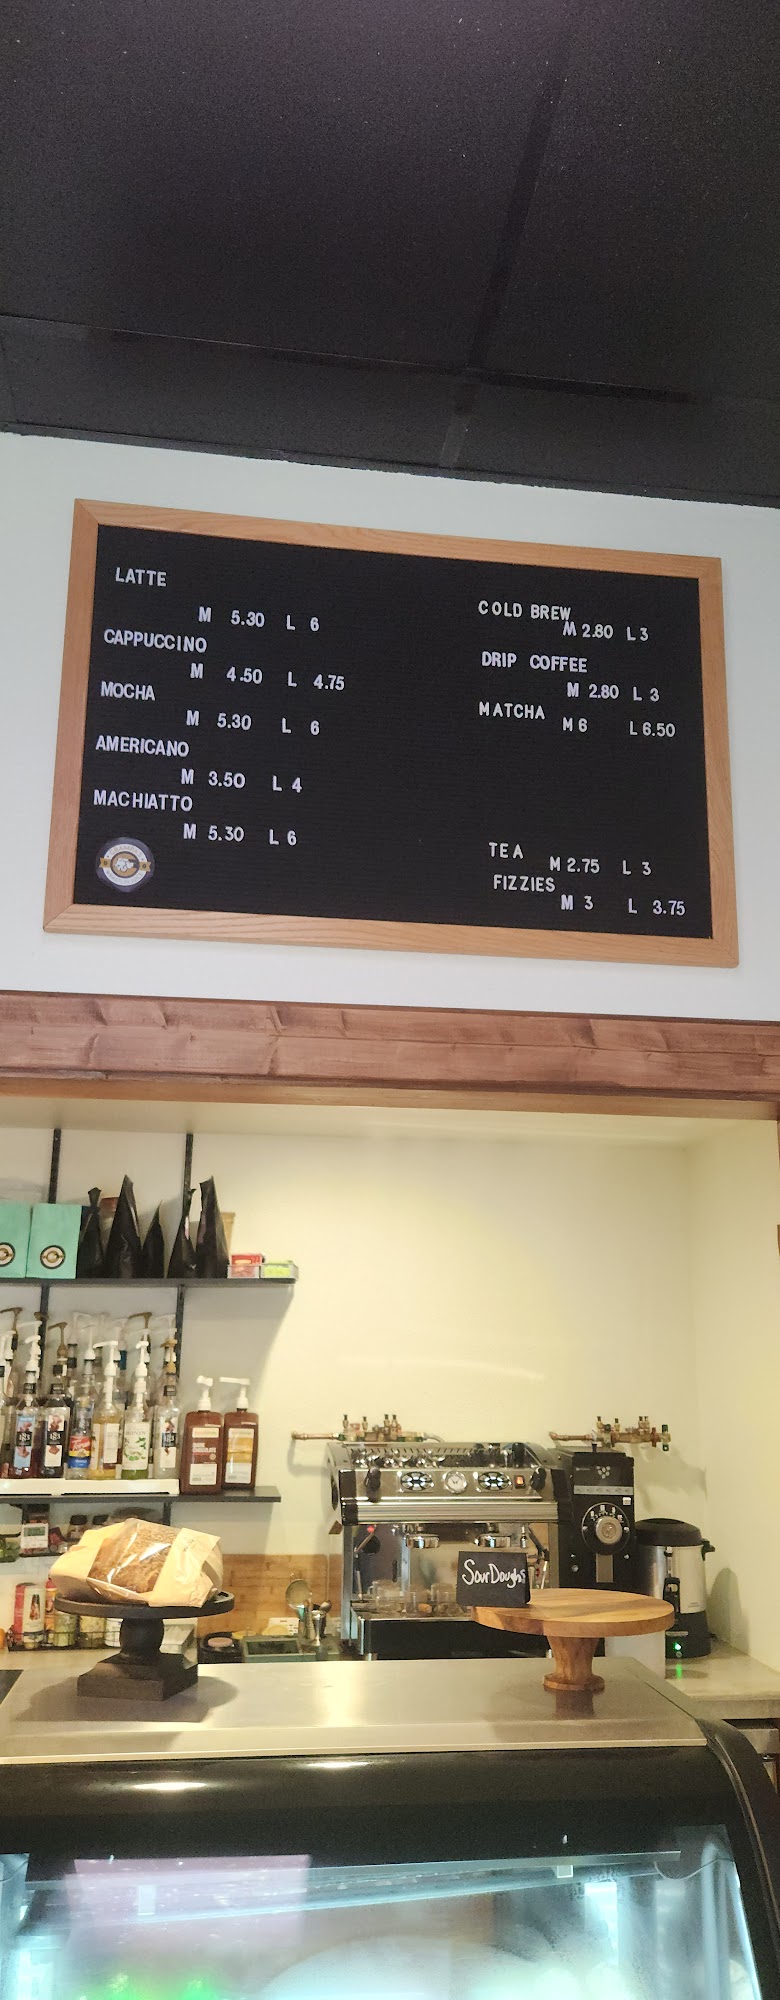 LATTE
M 5.30 L 6
CAPPUCCINO
M 4.50 L 4.75
MOCHA
M 5.30 L 6
AMERICANO
M 3.50 L 4
MACHIATTO
M 5.30 L 6
COLD BREW
M 2.80 L 3
DRIP COFFEE
M 2.80 L 3
MATCHA M 6 L 6.50
TEA M 2.75 L 3
FIZZIES
M 3 L 3.75
SourDoughs